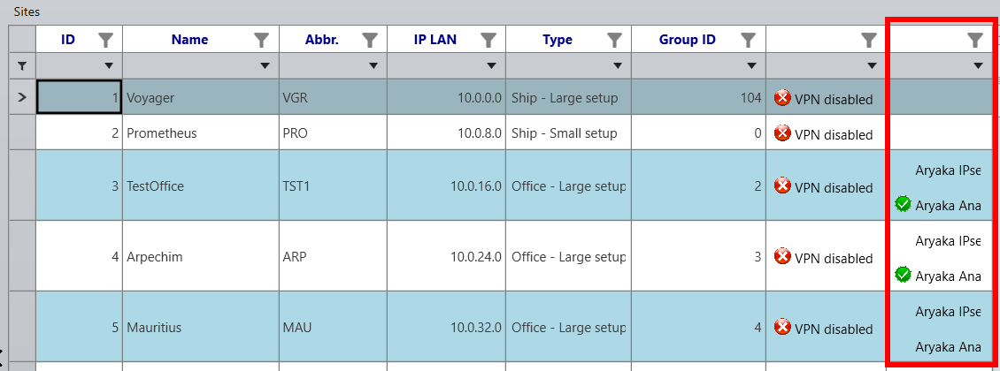 Sites
ID Name Abbr. IP LAN Type Group ID
1 Voyager VGR 10.0.0.0 Ship - Large setup 104 VPN disabled
2 Prometheus PRO 10.0.8.0 Ship - Small setup 0 VPN disabled
Aryaka IPse
3 TestOffice TST1 10.0.16.0 Office - Large setup 2 VPN disabled
Aryaka Ana
Aryaka IPse
4 Arpechim ARP 10.0.24.0 Office - Large setup 3 VPN disabled
Aryaka Ana
Aryaka IPse
5 Mauritius MAU 10.0.32.0 Office - Large setup 4 VPN disabled
Aryaka Ana